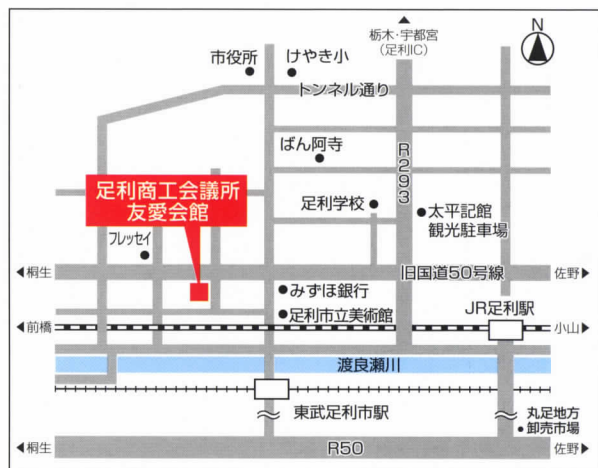 栃木・宇都宮
(足利IC)
N
市役所
けやき小
トンネル通り
ばん阿寺
R293
足利商工会議所
友愛会館
足利学校
太平記館
観光駐車場
フレッセイ
桐生
旧国道50号線
佐野
みずほ銀行
JR足利駅
足利市立美術館
前橋
小山
渡良瀬川
東武足利市駅
丸足地方
卸売市場
桐生
R50
佐野